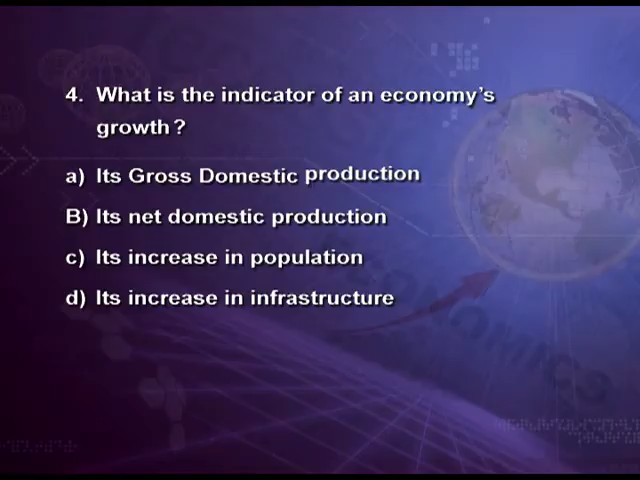 4. What is the indicator of an economy's
growth?
a) Its Gross Domestic production
B) Its net domestic production
c) Its increase in population
d) Its increase in infrastructure
ECONOMICS